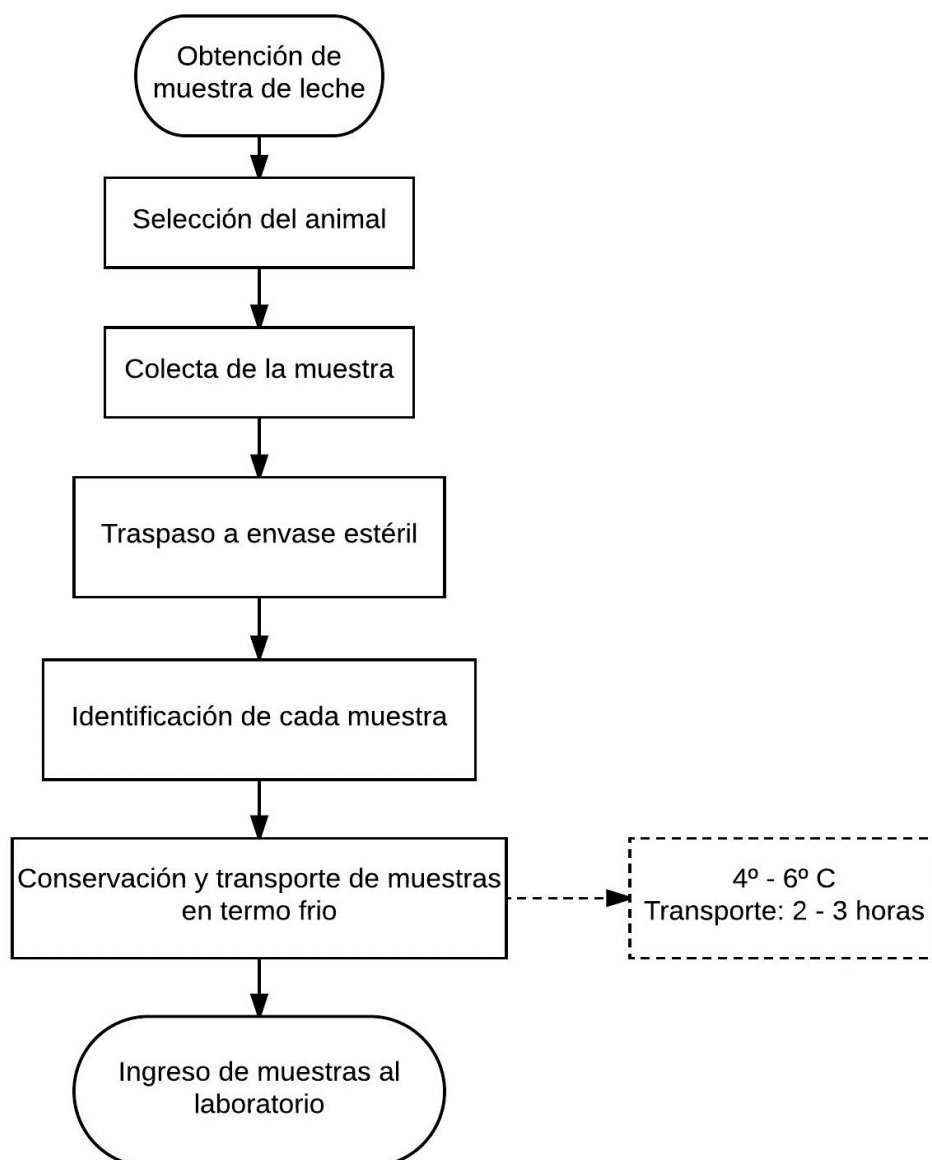 Obtención de
muestra de leche
Selección del animal
Colecta de la muestra
Traspaso a envase estéril
Identificación de cada muestra
Conservación y transporte de muestras
en termo frio
4º - 6º C
Transporte: 2 - 3 horas
Ingreso de muestras al
laboratorio